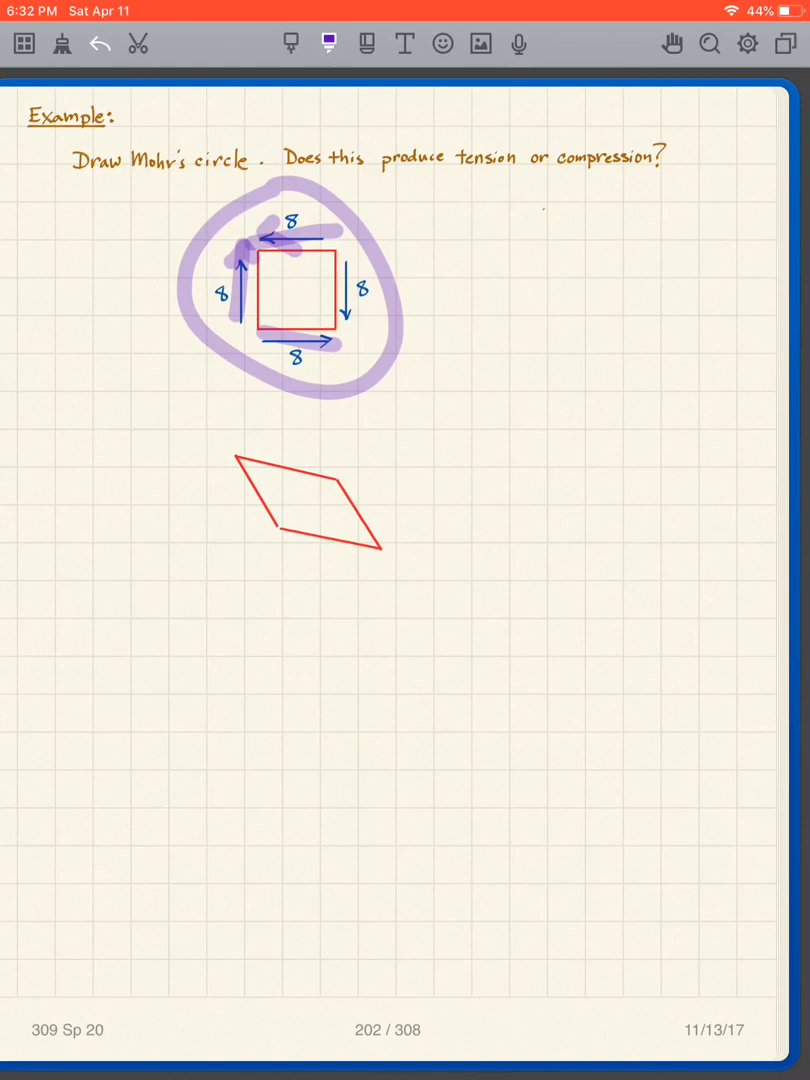 6:32 PM Sat Apr 11 44%
T
Example:
Draw Mohr's circle. Does this produce tension or compression?
8
8 8
8
309 Sp 20 202 / 308 11/13/17